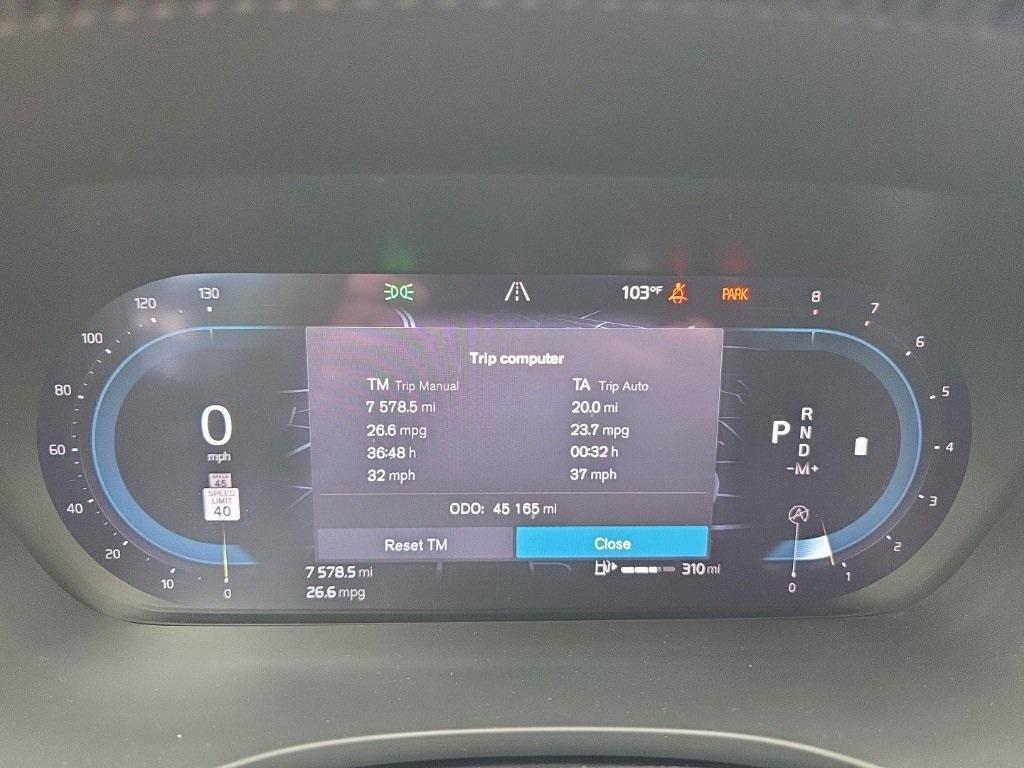 120 130
103°F PARK 8
7
100 6
80 5
60 4
40 3
20 2
10 1
0 0
Trip computer
TM Trip Manual TA Trip Auto
7 578.5 mi 20.0 mi
26.6 mpg 23.7 mpg
36:48 h 00:32 h
32 mph 37 mph
ODO: 45 165 mi
Reset TM Close
0
mph
SPEED
45
SPEED
LIMIT
40
P R
N
D
-M+
A
7 578.5 mi 310 mi
26.6 mpg